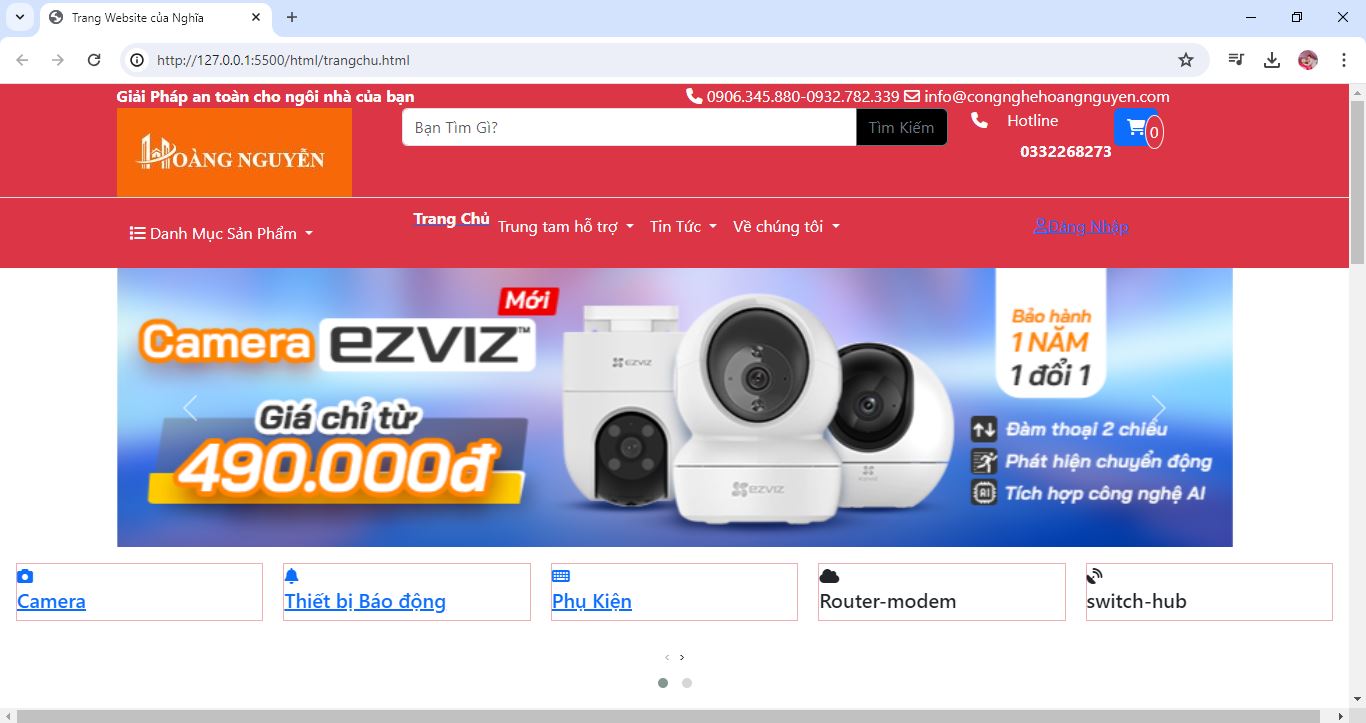 Trang Website của Nghĩa
http://127.0.0.1:5500/html/trangchu.html
Giải Pháp an toàn cho ngôi nhà của bạn
0906.345.880-0932.782.339 info@congnghehoangnguyen.com
HOÀNG NGUYỄN
Bạn Tìm Gì?
Tìm Kiếm
Hotline
0332268273
0
Danh Mục Sản Phẩm
Trang Chủ
Trung tam hỗ trợ
Tin Tức
Về chúng tôi
Đăng Nhập
Mới
Camera EZVIZ™
Giá chỉ từ
490.000đ
EZVIZ
EZVIZ
Bảo hành
1 NĂM
1 đổi 1
Đàm thoại 2 chiều
Phát hiện chuyển động
AI
Tích hợp công nghệ AI
Camera
Thiết bị Báo động
Phụ Kiện
Router-modem
switch-hub